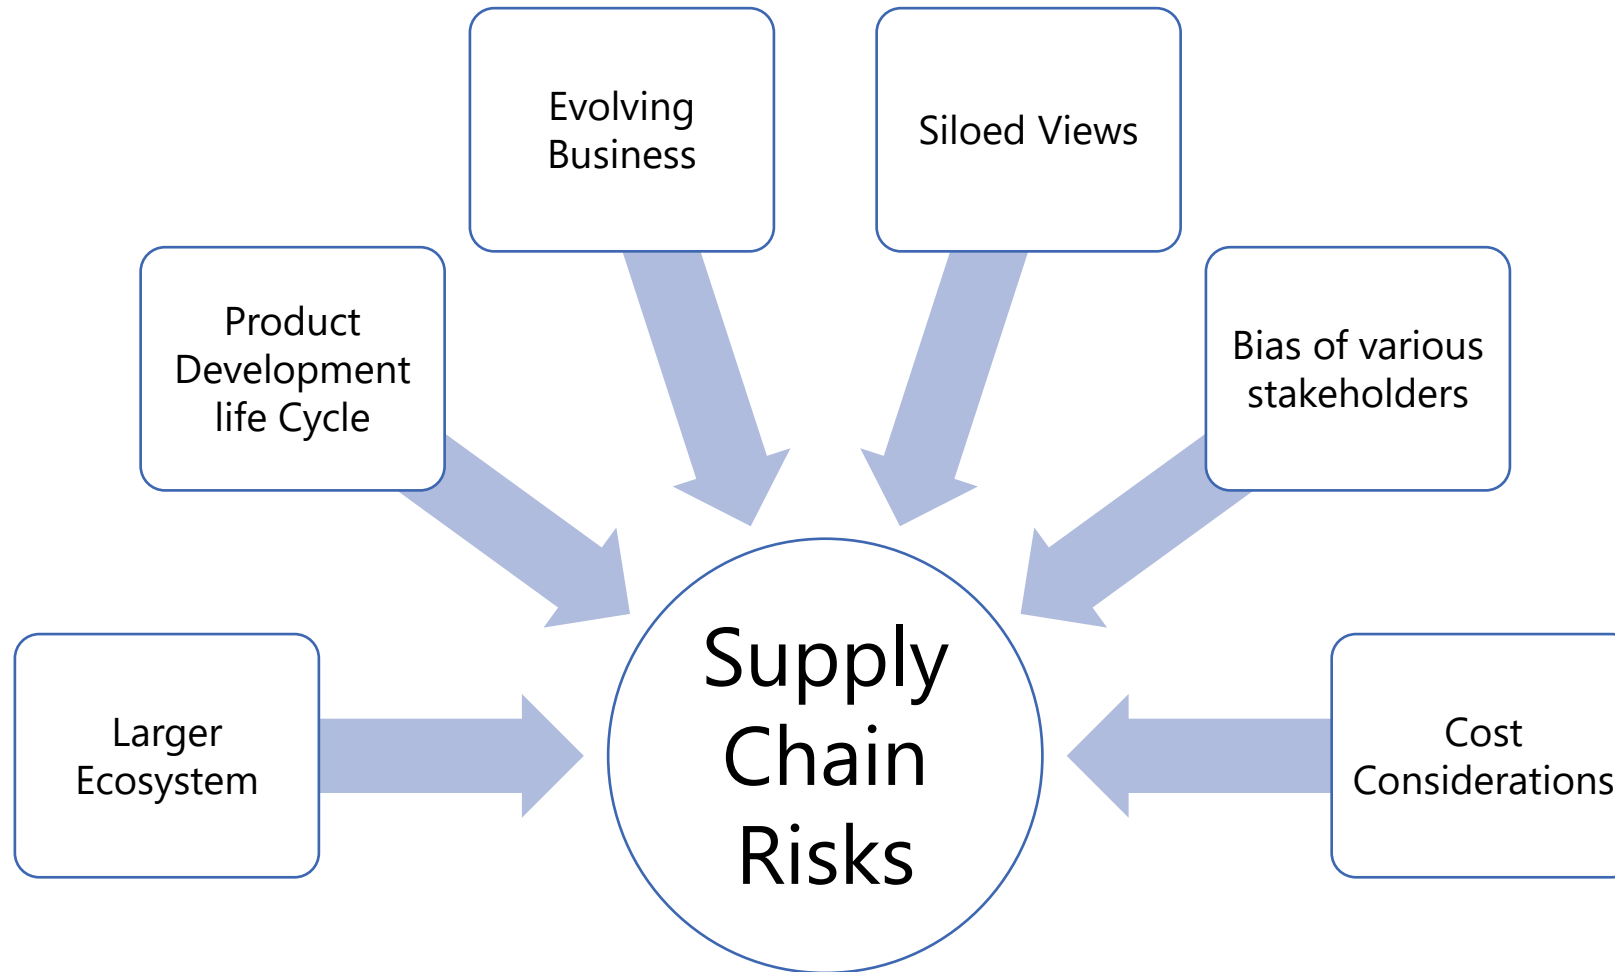 Evolving
Business
Siloed Views
Product
Development
life Cycle
Bias of various
stakeholders
Larger
Ecosystem
Supply
Chain
Risks
Cost
Considerations